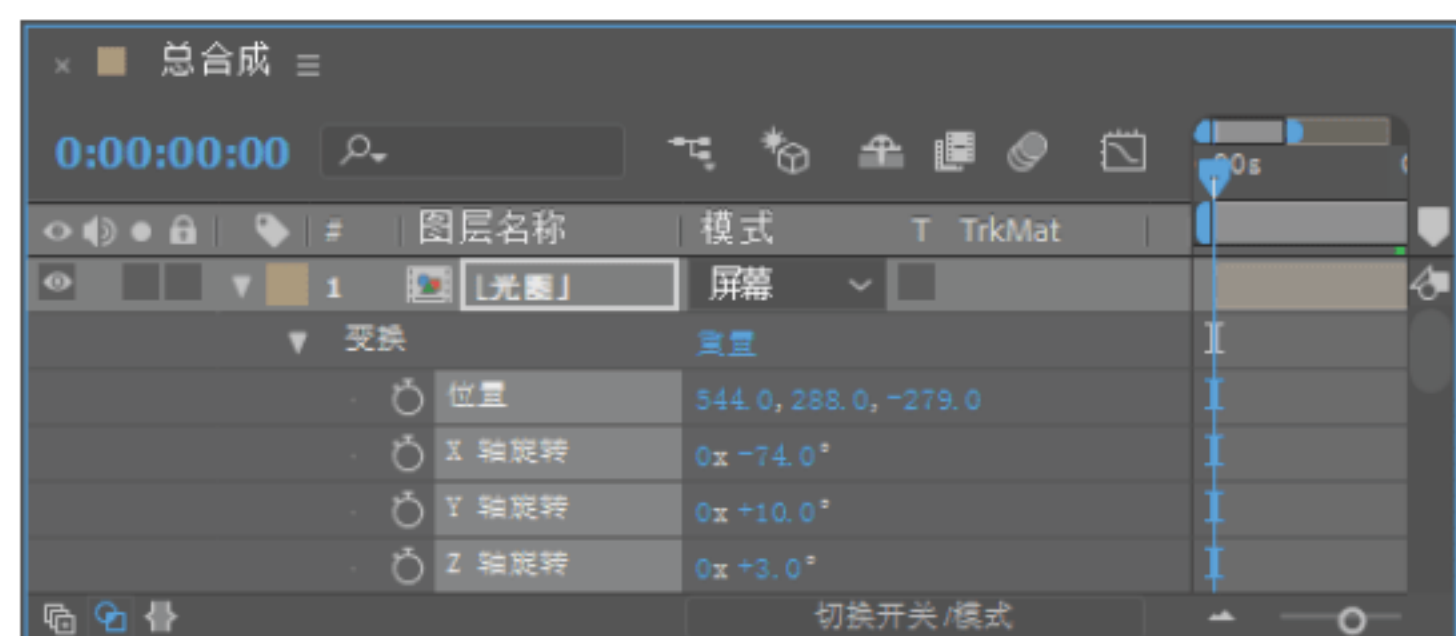 × 总合成 ≡
0:00:00:00
00s
# 图层名称 模式 T TrkMat
1 [光圈] 屏幕
变换 重置
位置 544.0, 288.0, -279.0
X 轴旋转 0x -74.0°
Y 轴旋转 0x +10.0°
Z 轴旋转 0x +3.0°
切换开关/模式